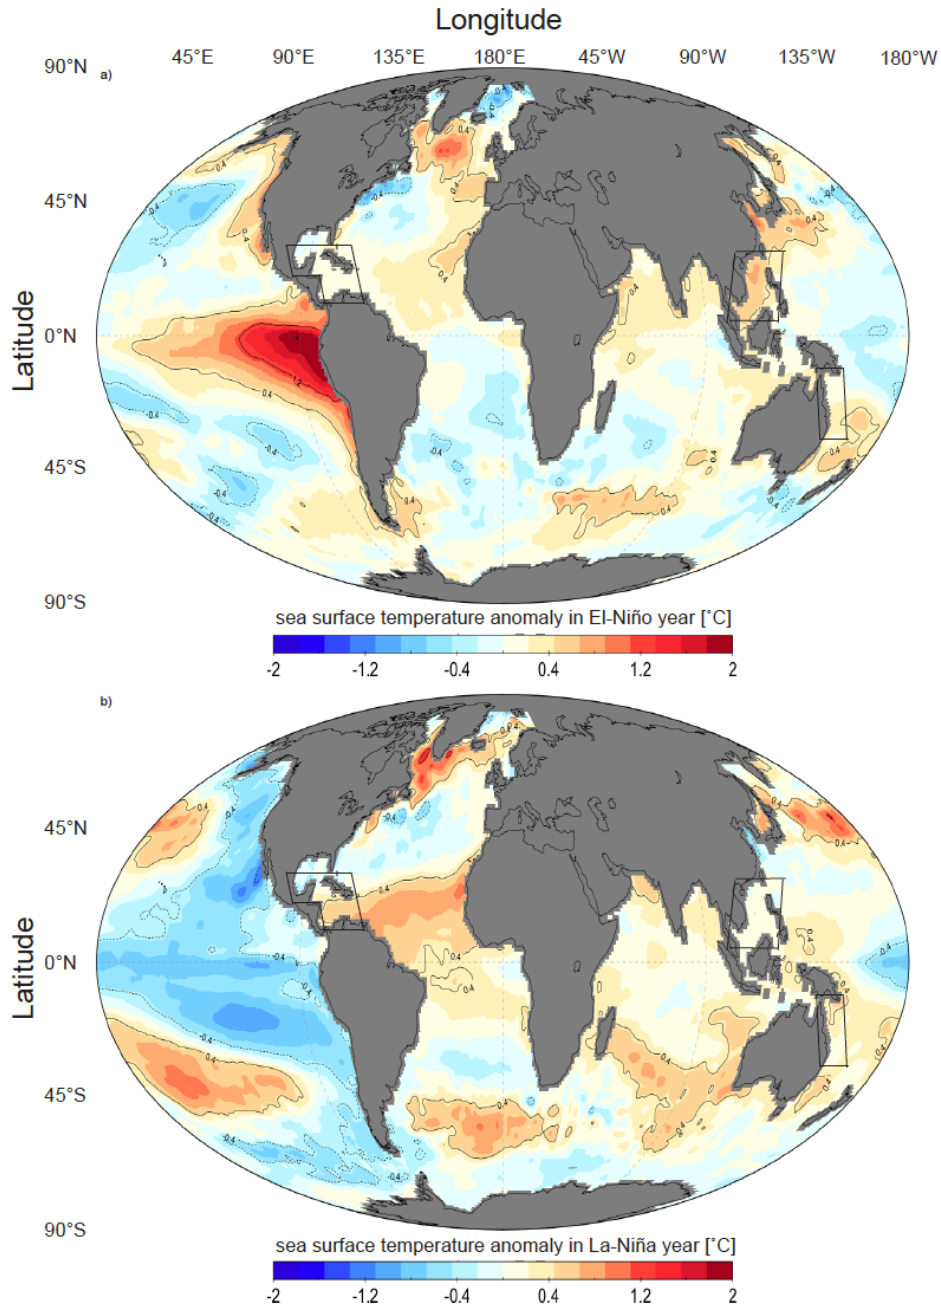 Longitude
45°E 90°E 135°E 180°E 45°W 90°W 135°W 180°W
90°N
a)
45°N
Latitude
0°N
45°S
90°S
sea surface temperature anomaly in El-Niño year [°C]
-2 -1.2 -0.4 0.4 1.2 2
b)
45°N
Latitude
0°N
45°S
90°S
sea surface temperature anomaly in La-Niña year [°C]
-2 -1.2 -0.4 0.4 1.2 2